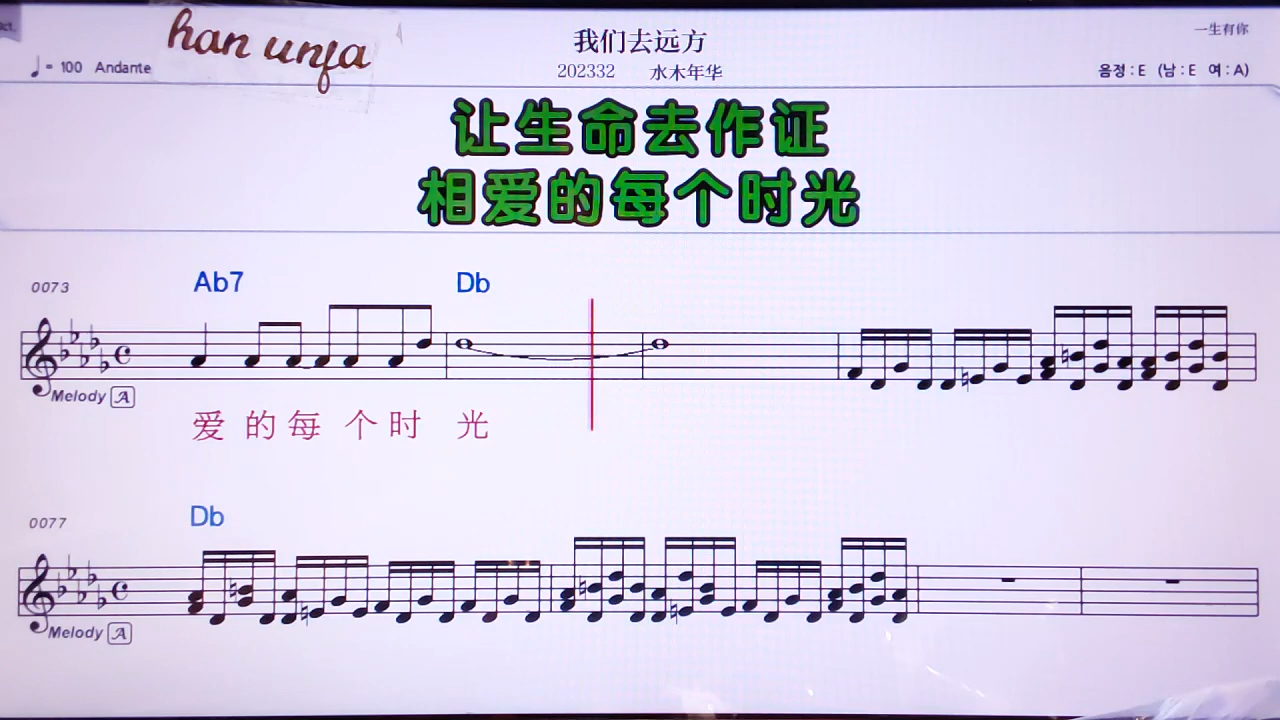 han unfa
我们去远方
一生有你
♩= 100 Andante
202332 水木年华
음정 : E (남 : E 여 : A)
让生命去作证
相爱的每个时光
0073
Ab7 Db
Melody A
爱 的 每 个 时 光
0077
Db
Melody A